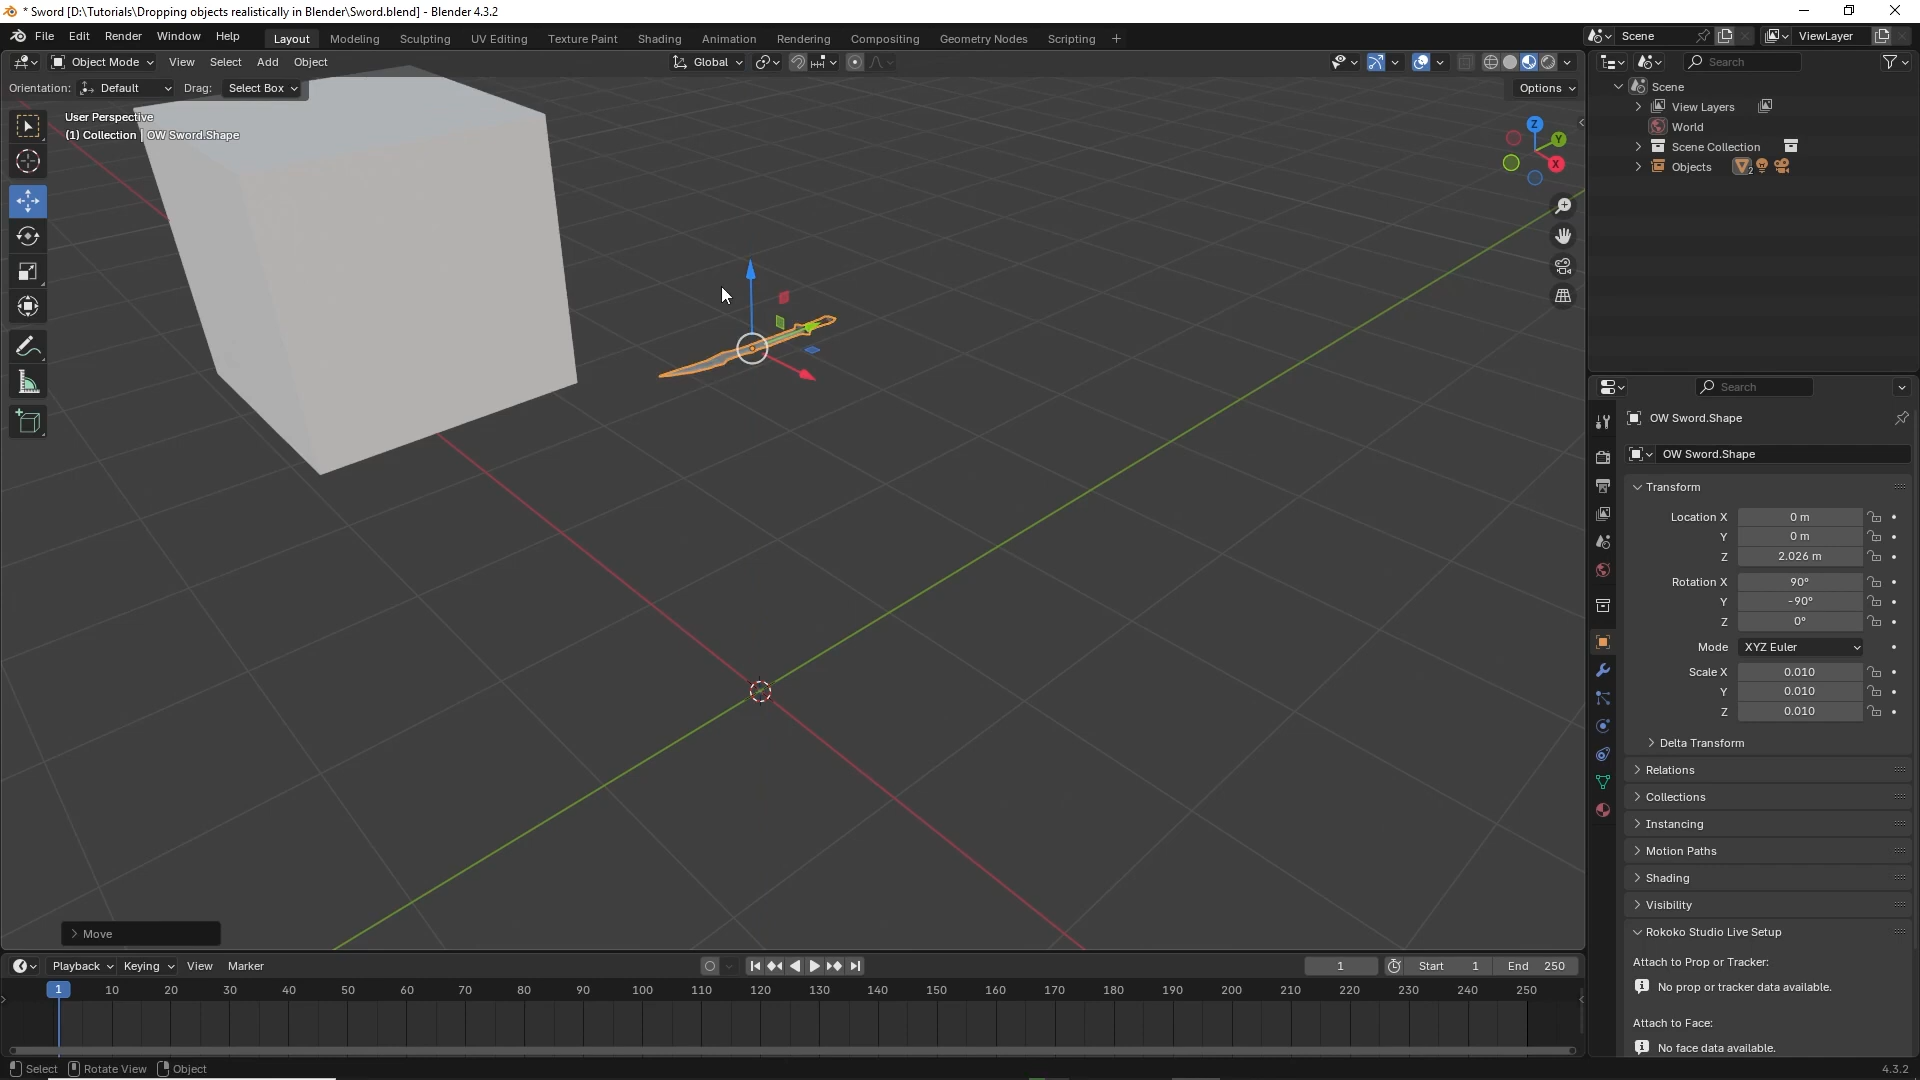 * Sword [D:\Tutorials\Dropping objects realistically in Blender\Sword.blend] - Blender 4.3.2
File Edit Render Window Help Layout Modeling Sculpting UV Editing Texture Paint Shading Animation Rendering Compositing Geometry Nodes Scripting + Scene ViewLayer
Object Mode View Select Add Object Global Search
Orientation: Default Drag: Select Box Options
Scene
View Layers
World
Scene Collection
Objects 2
User Perspective
(1) Collection | OW Sword.Shape
Z
Y
X
Search
OW Sword.Shape
OW Sword.Shape
Transform
Location X 0 m
Y 0 m
Z 2.026 m
Rotation X 90°
Y -90°
Z 0°
Mode XYZ Euler
Scale X 0.010
Y 0.010
Z 0.010
Delta Transform
Relations
Collections
Instancing
Motion Paths
Shading
Visibility
Rokoko Studio Live Setup
Attach to Prop or Tracker:
No prop or tracker data available.
Attach to Face:
No face data available.
Move
Playback Keying View Marker 1 Start 1 End 250
1 10 20 30 40 50 60 70 80 90 100 110 120 130 140 150 160 170 180 190 200 210 220 230 240 250
Select Rotate View Object 4.3.2